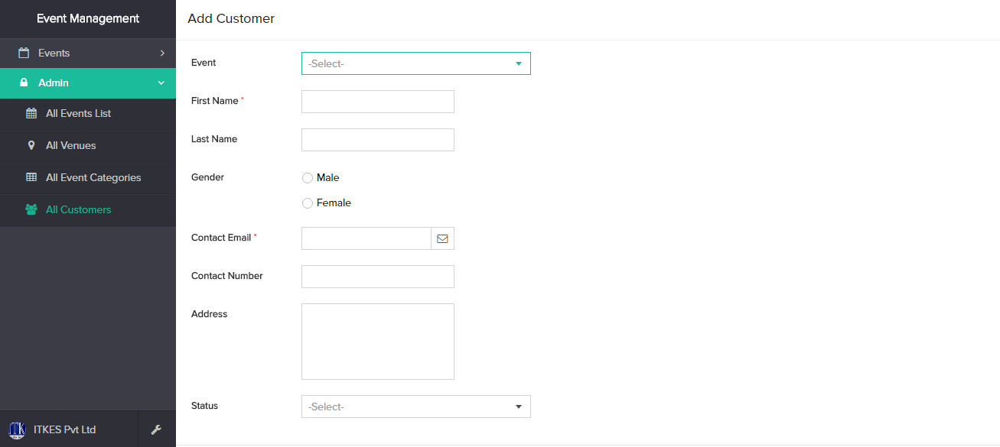 Event Management
Events
Admin
All Events List
All Venues
All Event Categories
All Customers
ITKES Pvt Ltd
Add Customer
Event
-Select-
First Name *
Last Name
Gender
Male
Female
Contact Email *
Contact Number
Address
Status
-Select-